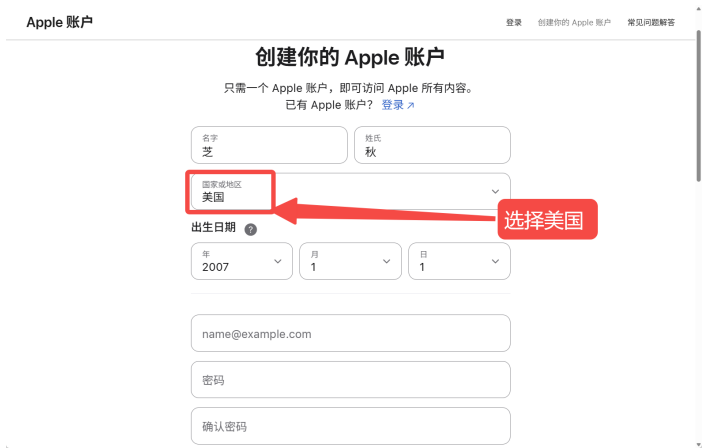 Apple 账户
登录 创建你的 Apple 账户 常见问题解答
创建你的 Apple 账户
只需一个 Apple 账户，即可访问 Apple 所有内容。
已有 Apple 账户？ 登录 ↗
名字 姓氏
芝 秋
国家或地区
美国
选择美国
出生日期 ?
年 月 日
2007 1 1
name@example.com
密码
确认密码